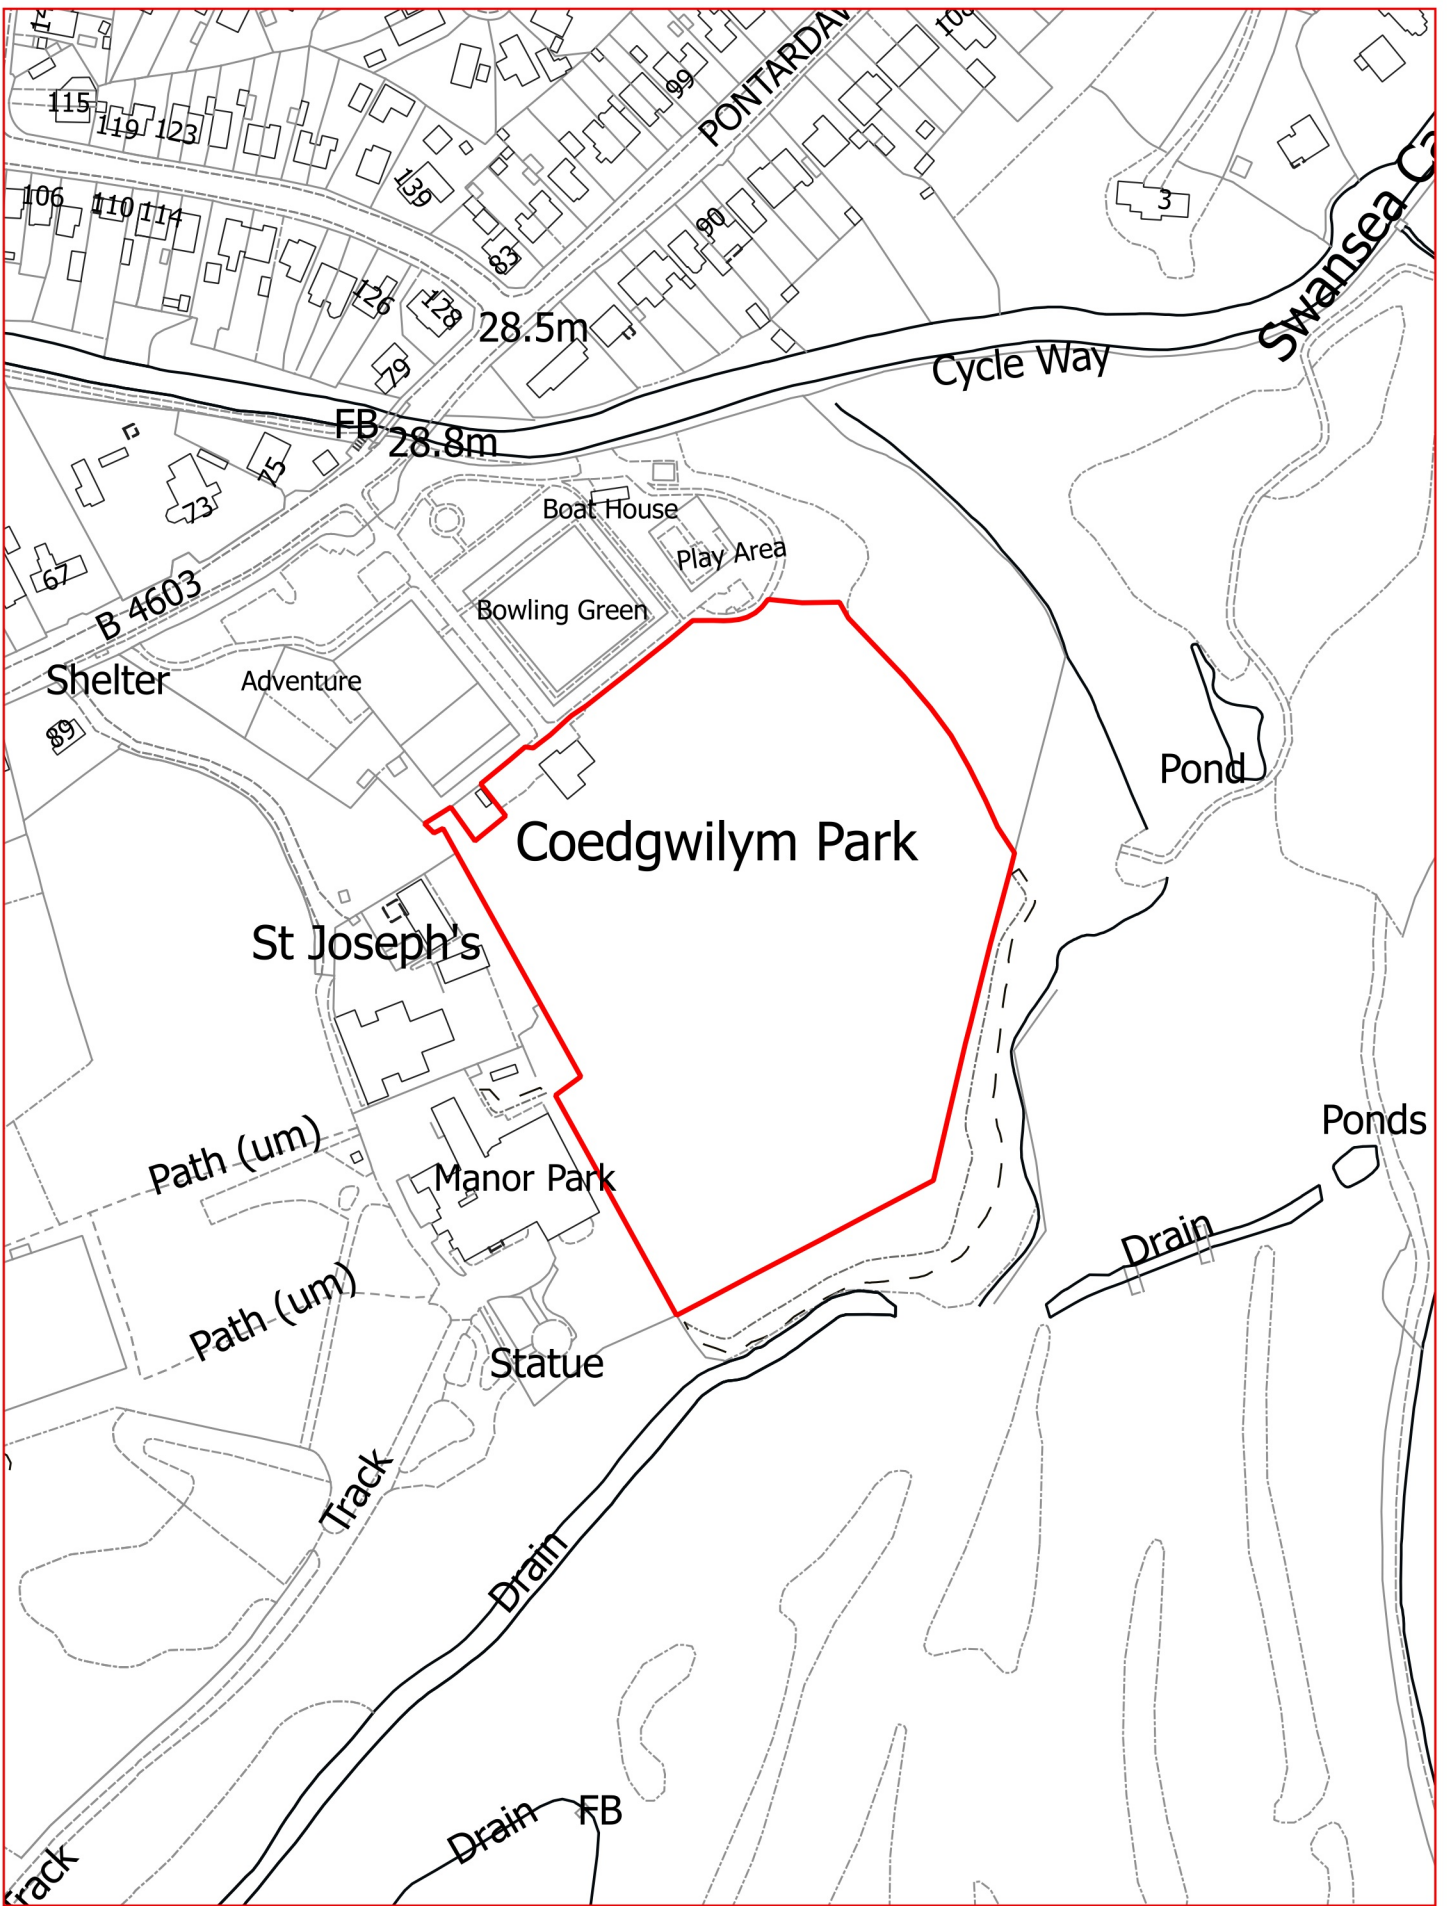 115
119
123
139
99
PONTARDAW
108
106
110
114
126
128
83
90
3
28.5m
79
FB
28.8m
Swansea Ca
Cycle Way
75
73
67
B 4603
Boat House
Play Area
Bowling Green
Shelter
Adventure
89
Pond
Coedgwilym Park
St Joseph's
Path (um)
Manor Park
Ponds
Drain
Path (um)
Statue
Track
Drain
Drain
FB
Track